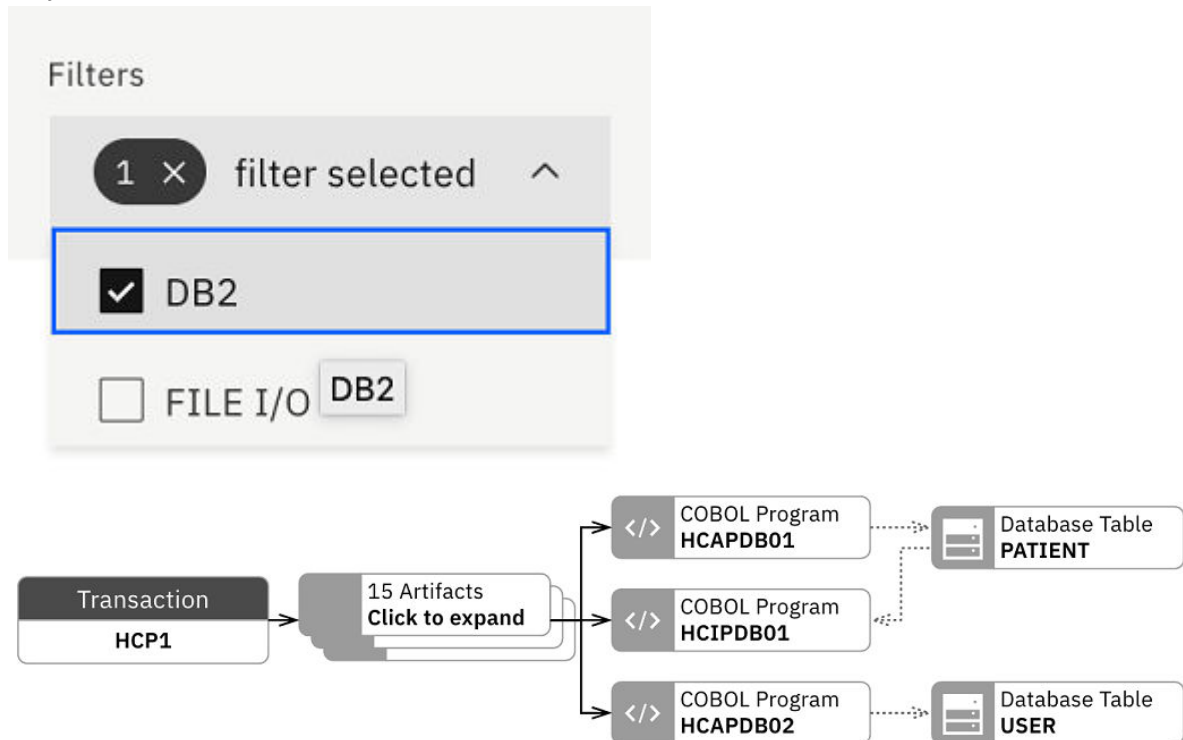 Filters
1 × filter selected
DB2
FILE I/O
DB2
COBOL Program
HCAPDB01
Database Table
PATIENT
Transaction
HCP1
15 Artifacts
Click to expand
COBOL Program
HCIPDB01
COBOL Program
HCAPDB02
Database Table
USER